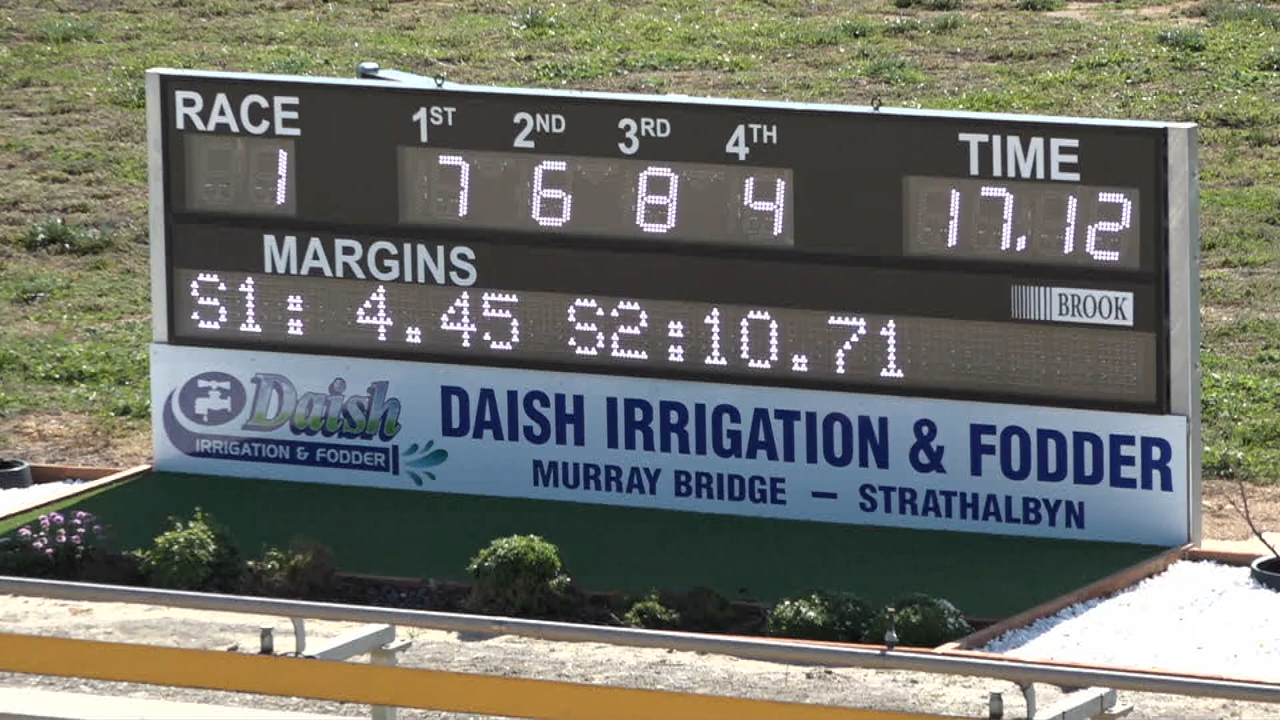 RACE 1ST 2ND 3RD 4TH TIME
1 7 6 8 4 17.12
MARGINS
BROOK
S1: 4.45 S2:10.71
Daish
IRRIGATION & FODDER
DAISH IRRIGATION & FODDER
MURRAY BRIDGE – STRATHALBYN